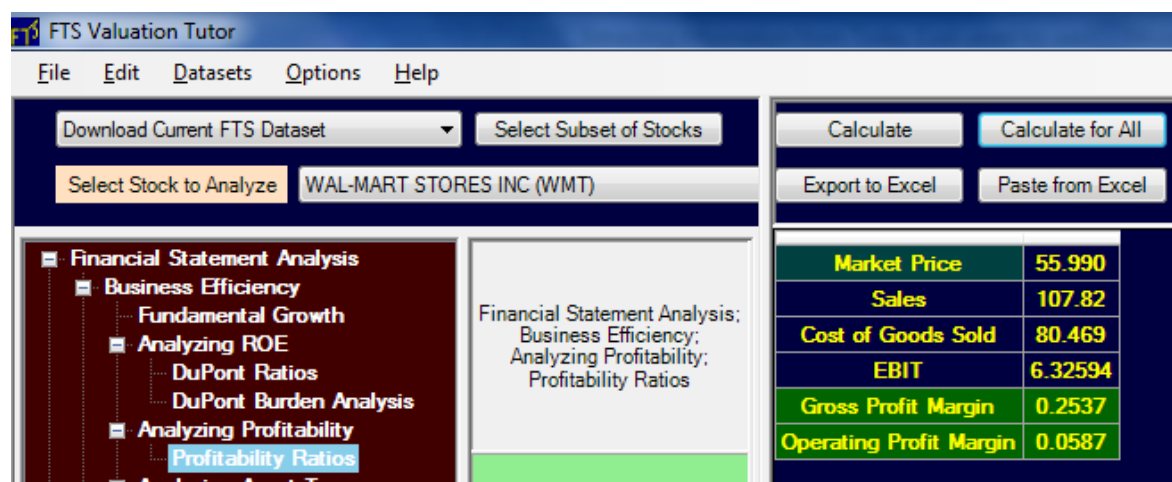 FTS Valuation Tutor
File Edit Datasets Options Help
Download Current FTS Dataset
Select Subset of Stocks
Calculate
Calculate for All
Select Stock to Analyze
WAL-MART STORES INC (WMT)
Export to Excel
Paste from Excel
Financial Statement Analysis
Business Efficiency
Fundamental Growth
Analyzing ROE
DuPont Ratios
DuPont Burden Analysis
Analyzing Profitability
Profitability Ratios
Financial Statement Analysis;
Business Efficiency;
Analyzing Profitability;
Profitability Ratios
Market Price 55.990
Sales 107.82
Cost of Goods Sold 80.469
EBIT 6.32594
Gross Profit Margin 0.2537
Operating Profit Margin 0.0587